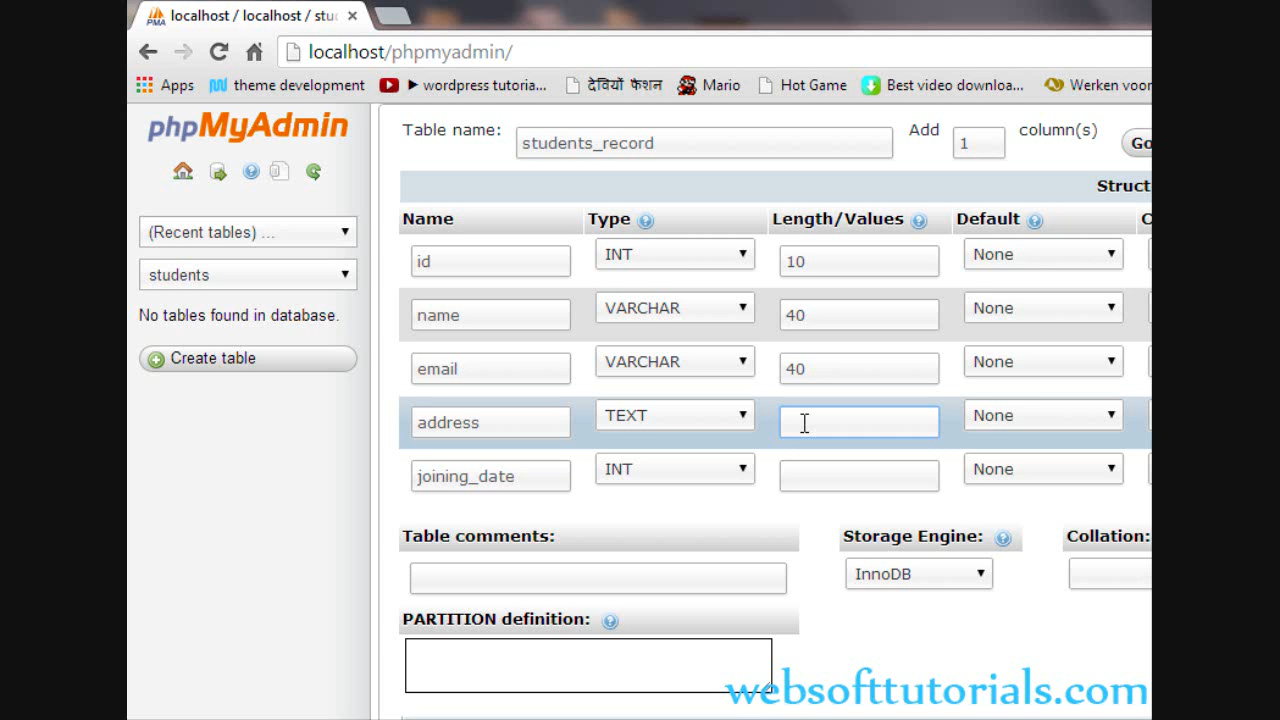 localhost / localhost / stu
localhost/phpmyadmin/
Apps theme development ► wordpress tutoria... देवियों फैशन Mario Hot Game Best video downloa... Werken voor
phpMyAdmin
(Recent tables) ...
students
No tables found in database.
Create table
Table name: students_record Add 1 column(s) Go
Struct
Name Type Length/Values Default C
id INT 10 None
name VARCHAR 40 None
email VARCHAR 40 None
address TEXT None
joining_date INT None
Table comments: Storage Engine: Collation:
InnoDB
PARTITION definition:
websofttutorials.com